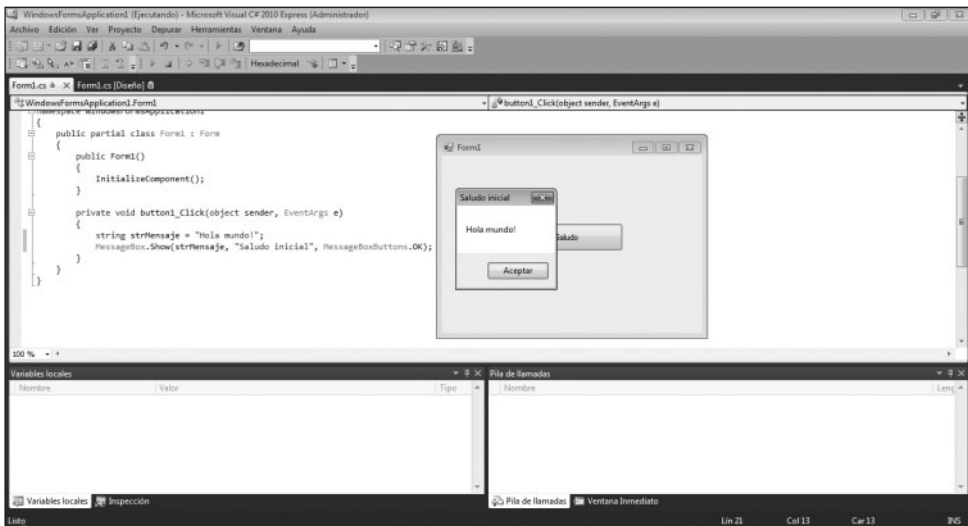 WindowsFormsApplication1 (Ejecutando) - Microsoft Visual C# 2010 Express (Administrador)
Archivo Edición Ver Proyecto Depurar Herramientas Ventana Ayuda
Hexadecimal
Form1.cs Form1.cs [Diseño]
WindowsFormsApplication1.Form1 button1_Click(object sender, EventArgs e)
namespace WindowsFormsApplication1
{
public partial class Form1 : Form
{
public Form1()
{
InitializeComponent();
}
private void button1_Click(object sender, EventArgs e)
{
string strMensaje = "Hola mundo!";
MessageBox.Show(strMensaje, "Saludo inicial", MessageBoxButtons.OK);
}
}
}
Form1
Saludo inicial
Hola mundo!
Saludo
Aceptar
100 %
Variables locales
Nombre Valor Tipo
Pila de llamadas
Nombre Leng
Variables locales Inspección
Pila de llamadas Ventana Inmediato
Listo Lín 21 Col 13 Car 13 INS